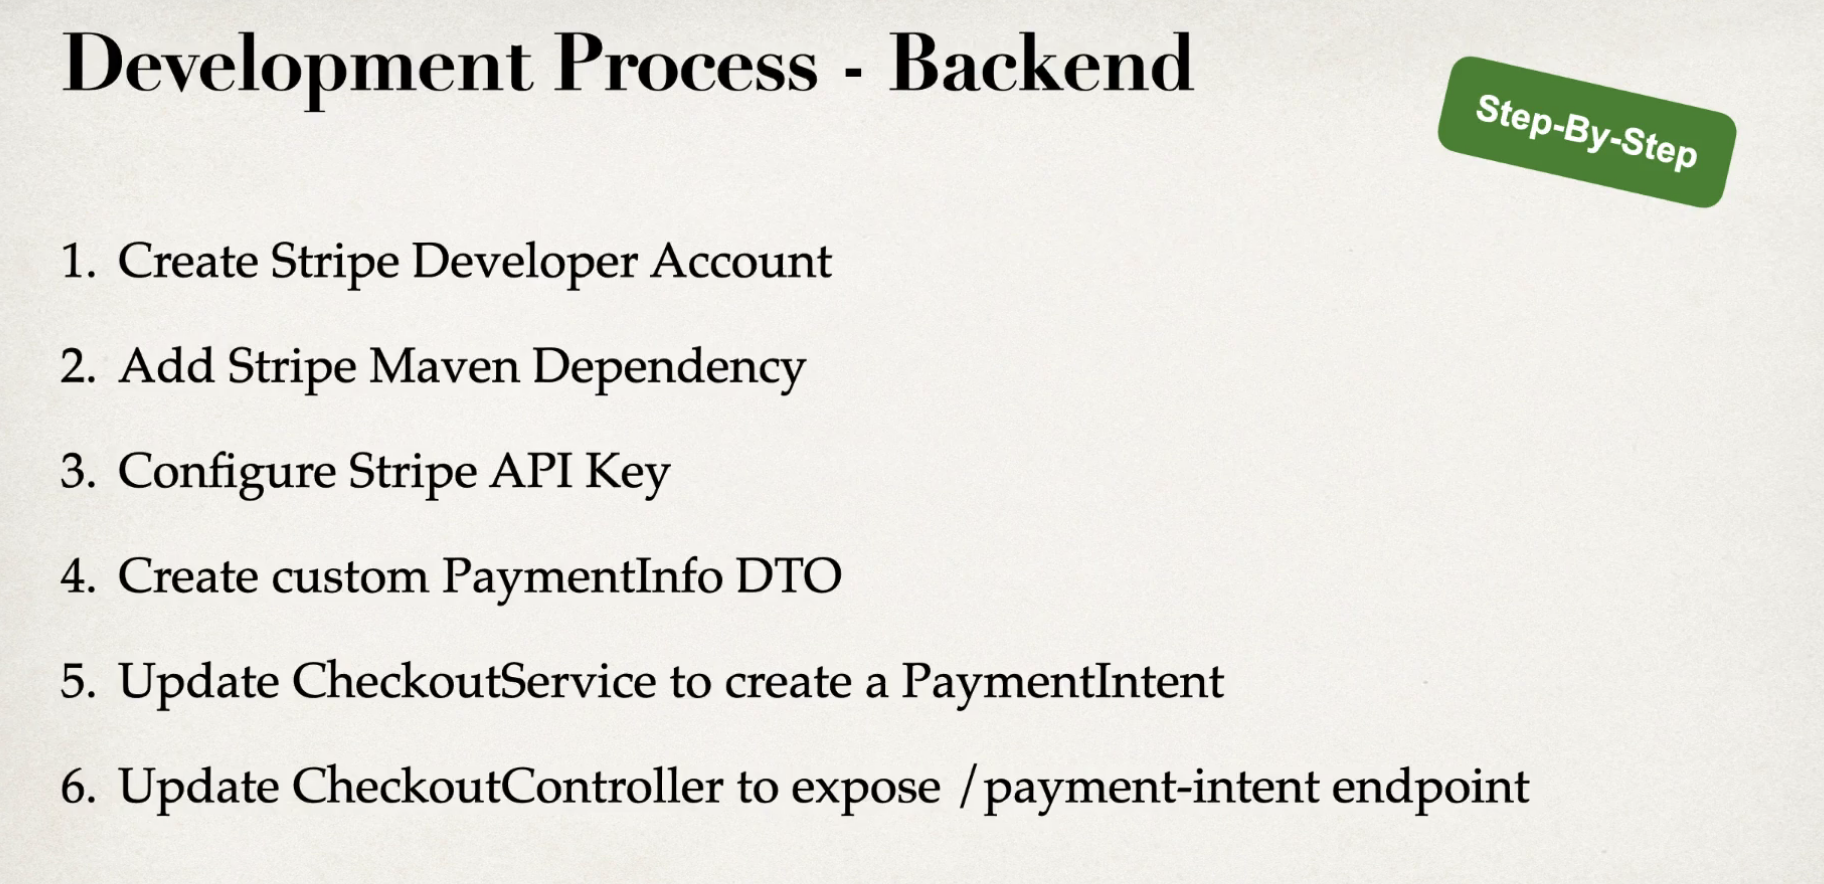 Development Process - Backend
Step-By-Step
1. Create Stripe Developer Account
2. Add Stripe Maven Dependency
3. Configure Stripe API Key
4. Create custom PaymentInfo DTO
5. Update CheckoutService to create a PaymentIntent
6. Update CheckoutController to expose /payment-intent endpoint